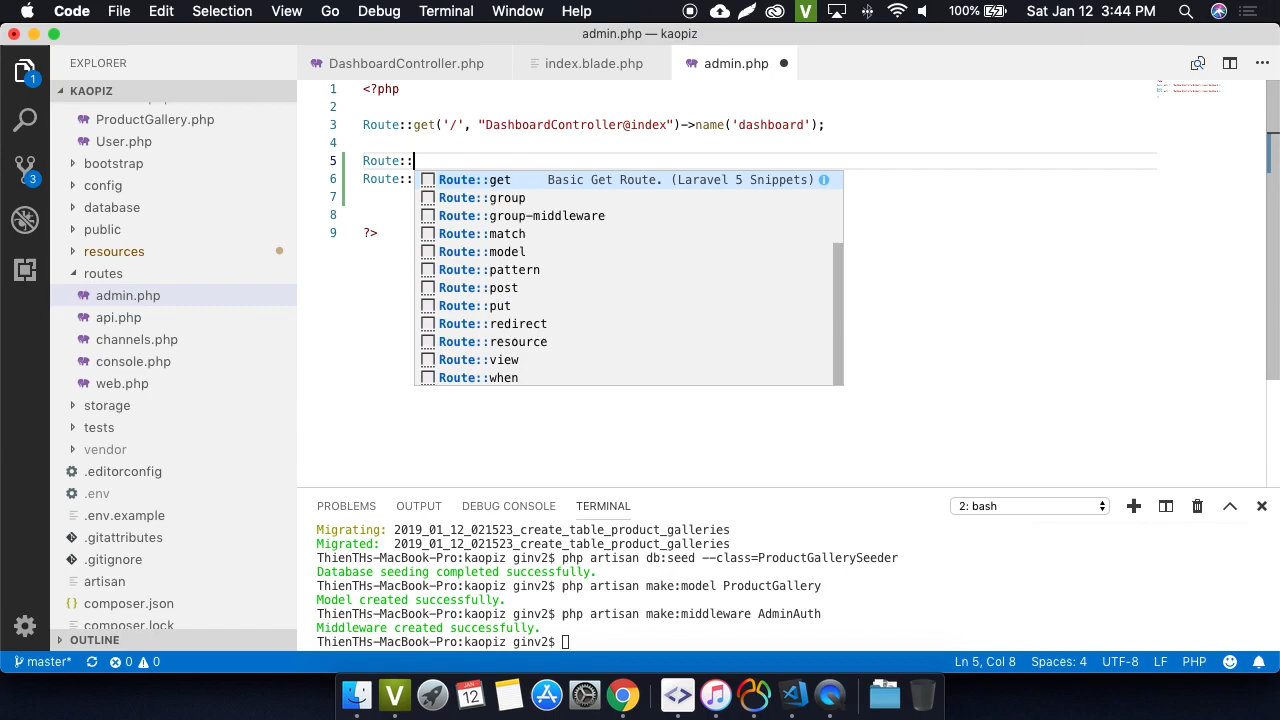 Code File Edit Selection View Go Debug Terminal Window Help V 100% Sat Jan 12 3:44 PM
admin.php — kaopiz
EXPLORER
DashboardController.php
index.blade.php
admin.php
KAOPIZ
ProductGallery.php
User.php
bootstrap
config
database
public
resources
routes
admin.php
api.php
channels.php
console.php
web.php
storage
tests
vendor
.editorconfig
.env
.env.example
.gitattributes
.gitignore
artisan
composer.json
composer.lock
OUTLINE
1
3
1 <?php
2
3 Route::get('/', "DashboardController@index")->name('dashboard');
4
5 Route::
6 Route::
7
8
9 ?>
Route::get Basic Get Route. (Laravel 5 Snippets)
Route::group
Route::group-middleware
Route::match
Route::model
Route::pattern
Route::post
Route::put
Route::redirect
Route::resource
Route::view
Route::when
PROBLEMS OUTPUT DEBUG CONSOLE TERMINAL 2: bash
Migrating: 2019_01_12_021523_create_table_product_galleries
Migrated: 2019_01_12_021523_create_table_product_galleries
ThienTHs-MacBook-Pro:kaopiz ginv2$ php artisan db:seed --class=ProductGallerySeeder
Database seeding completed successfully.
ThienTHs-MacBook-Pro:kaopiz ginv2$ php artisan make:model ProductGallery
Model created successfully.
ThienTHs-MacBook-Pro:kaopiz ginv2$ php artisan make:middleware AdminAuth
Middleware created successfully.
ThienTHs-MacBook-Pro:kaopiz ginv2$
master* 0 0 Ln 5, Col 8 Spaces: 4 UTF-8 LF PHP
V
JAN
12